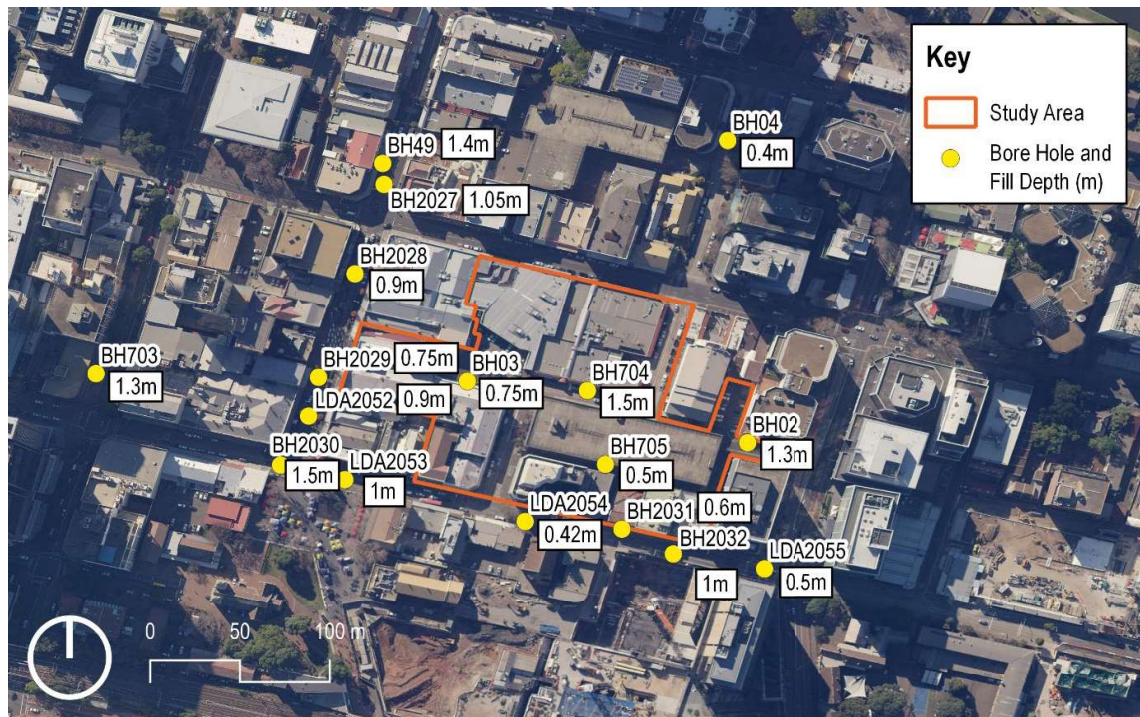 Key
Study Area
Bore Hole and
Fill Depth (m)
BH04
0.4m
BH49 1.4m
BH2027 1.05m
BH2028
0.9m
BH703
1.3m
BH2029 0.75m
BH03
0.75m
BH704
1.5m
LDA2052 0.9m
BH02
1.3m
BH2030
1.5m
LDA2053
1m
BH705
0.5m
LDA2054
0.42m
BH2031 0.6m
BH2032
1m
LDA2055
0.5m
0 50 100 m